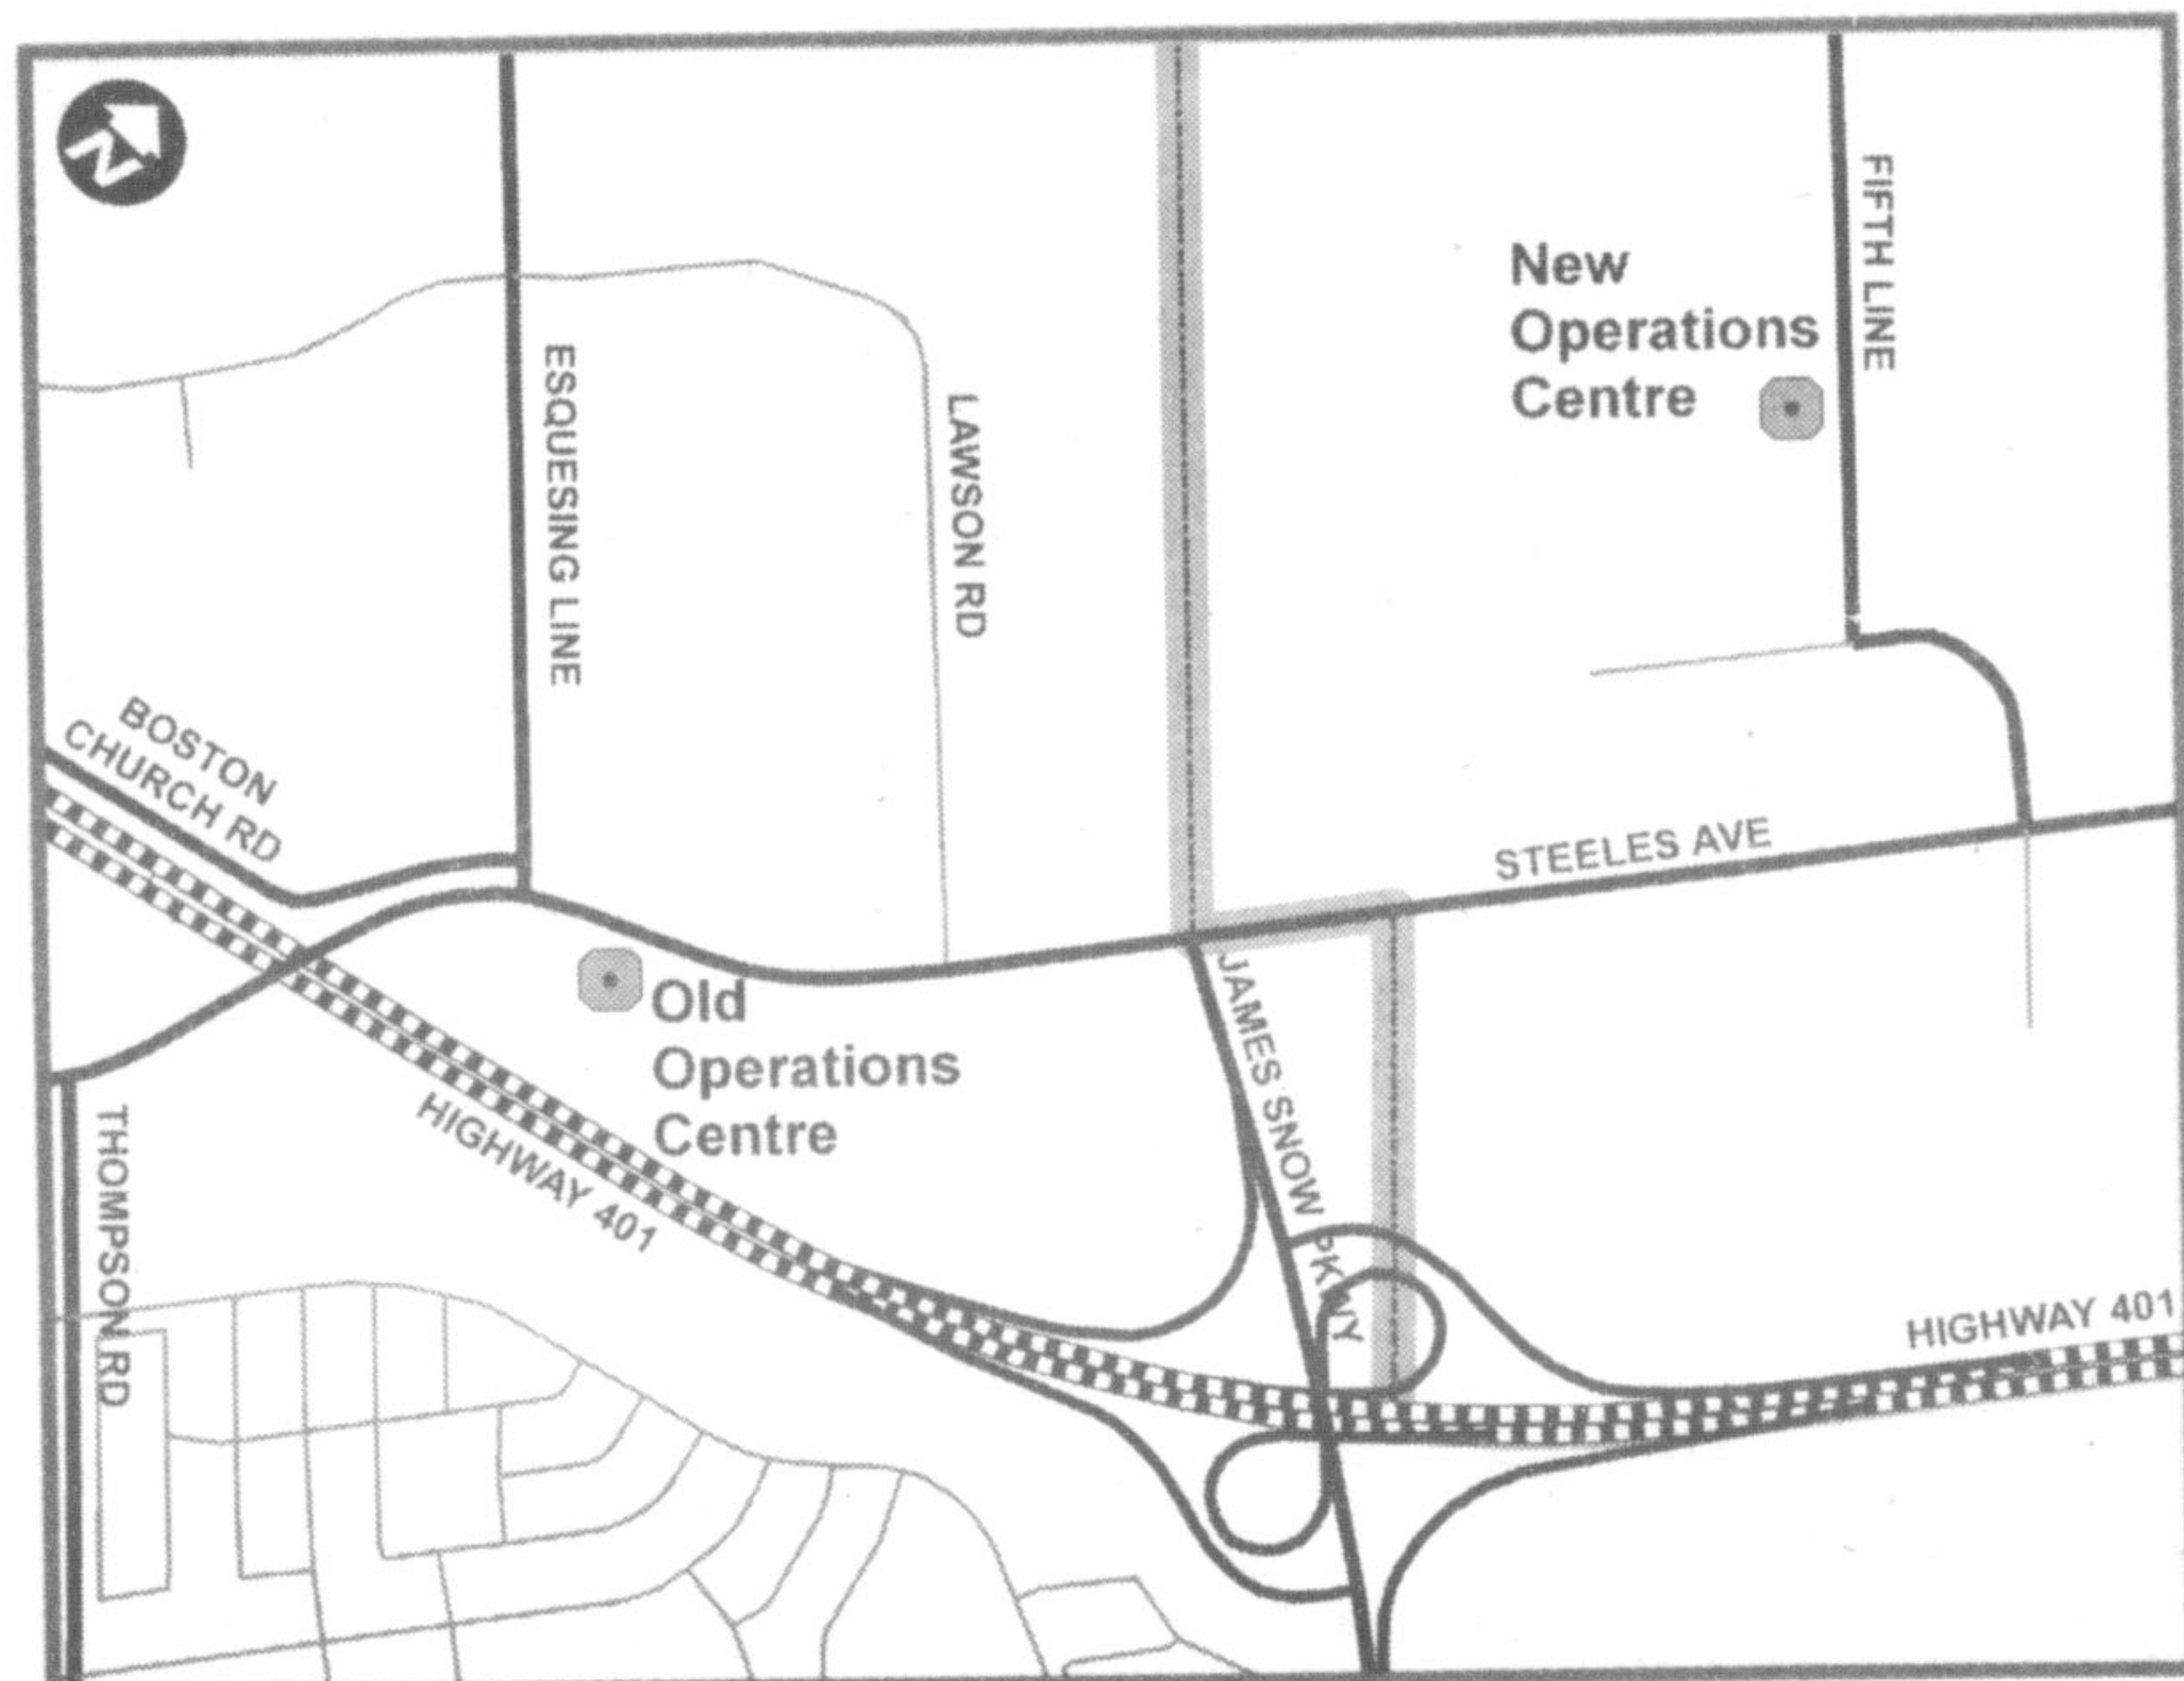 N
FIFTH LINE
New
Operations
Centre
ESQUESING LINE
LAWSON RD
BOSTON
CHURCH RD
STEELES AVE
Old
Operations
Centre
JAMES SNOW PKWY
HIGHWAY 401
THOMPSON RD
HIGHWAY 401